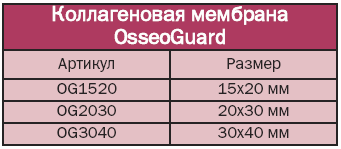 Коллагеновая мембрана
OsseoGuard
Артикул Размер
OG1520 15x20 мм
OG2030 20x30 мм
OG3040 30x40 мм